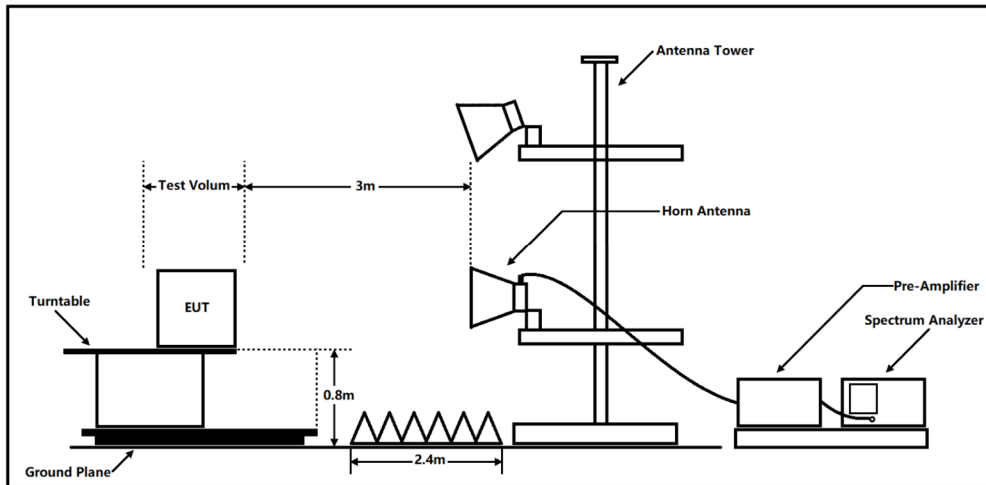 Antenna Tower
Test Volum
3m
Horn Antenna
EUT
Turntable
Pre-Amplifier
Spectrum Analyzer
0.8m
2.4m
Ground Plane